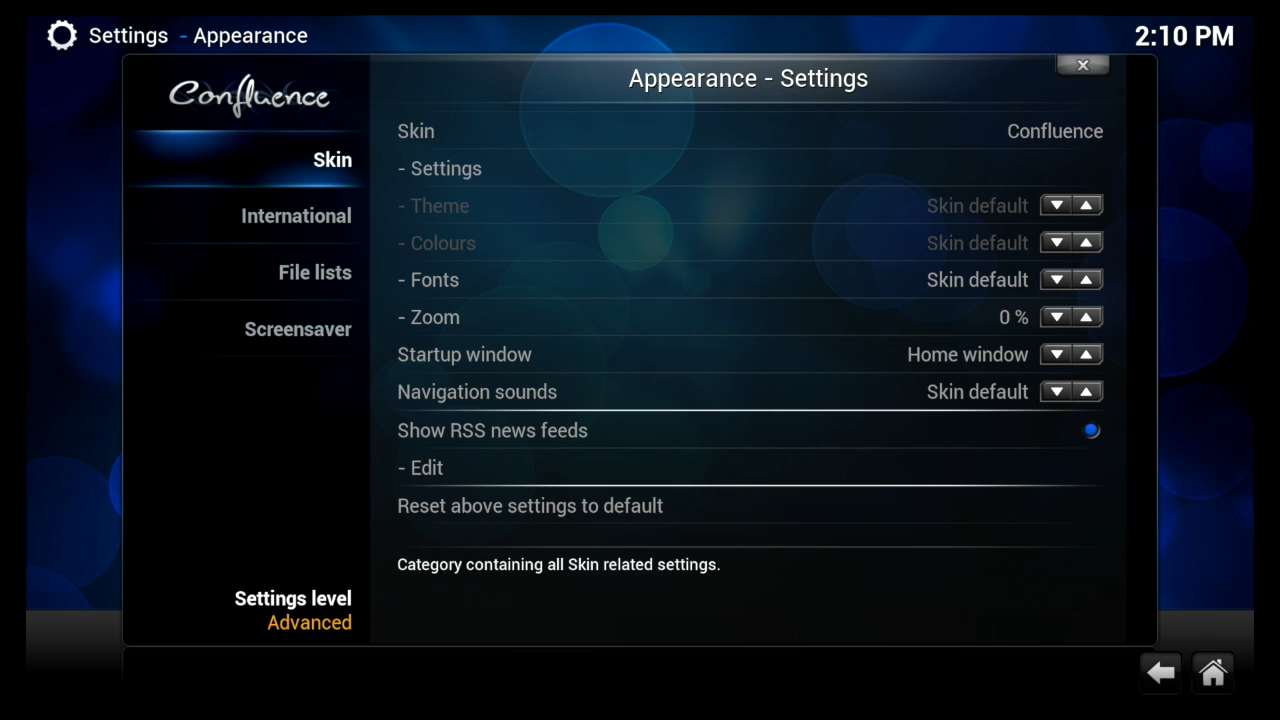 Settings - Appearance
2:10 PM
Confluence
Appearance - Settings
Skin
International
File lists
Screensaver
Settings level
Advanced
Skin Confluence
- Settings
- Theme Skin default
- Colours Skin default
- Fonts Skin default
- Zoom 0 %
Startup window Home window
Navigation sounds Skin default
Show RSS news feeds
- Edit
Reset above settings to default
Category containing all Skin related settings.